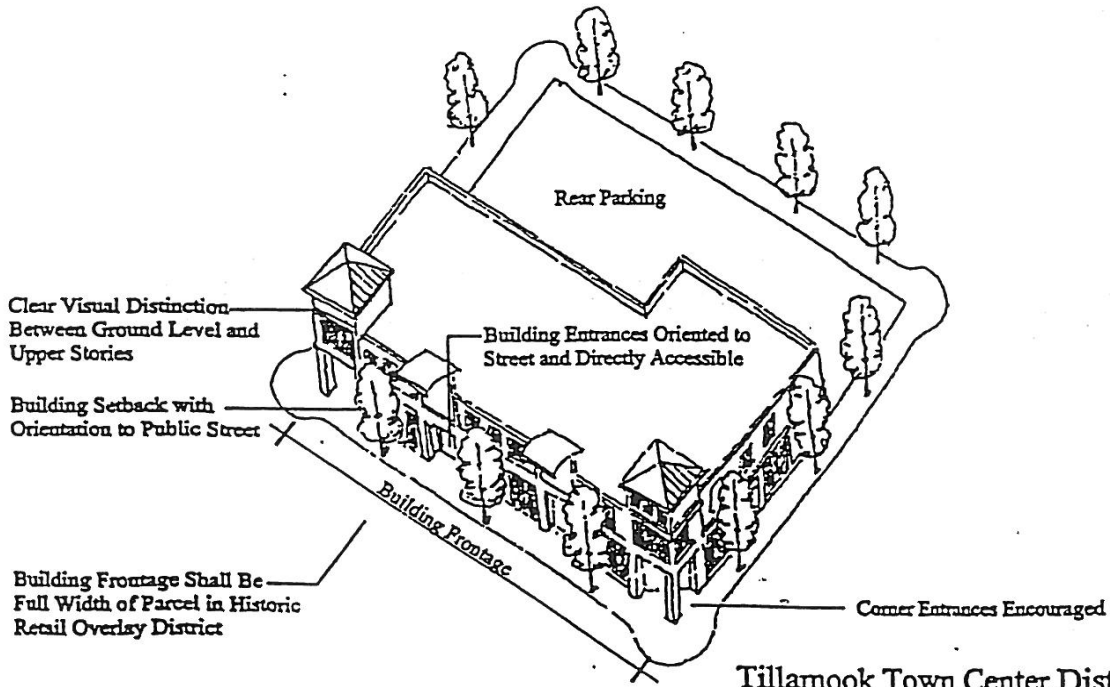 Rear Parking
Clear Visual Distinction
Between Ground Level and
Upper Stories
Building Entrances Oriented to
Street and Directly Accessible
Building Setback with
Orientation to Public Street
Building Frontage
Building Frontage Shall Be
Full Width of Parcel in Historic
Retail Overlay District
Corner Entrances Encouraged
Tillamook Town Center Dist